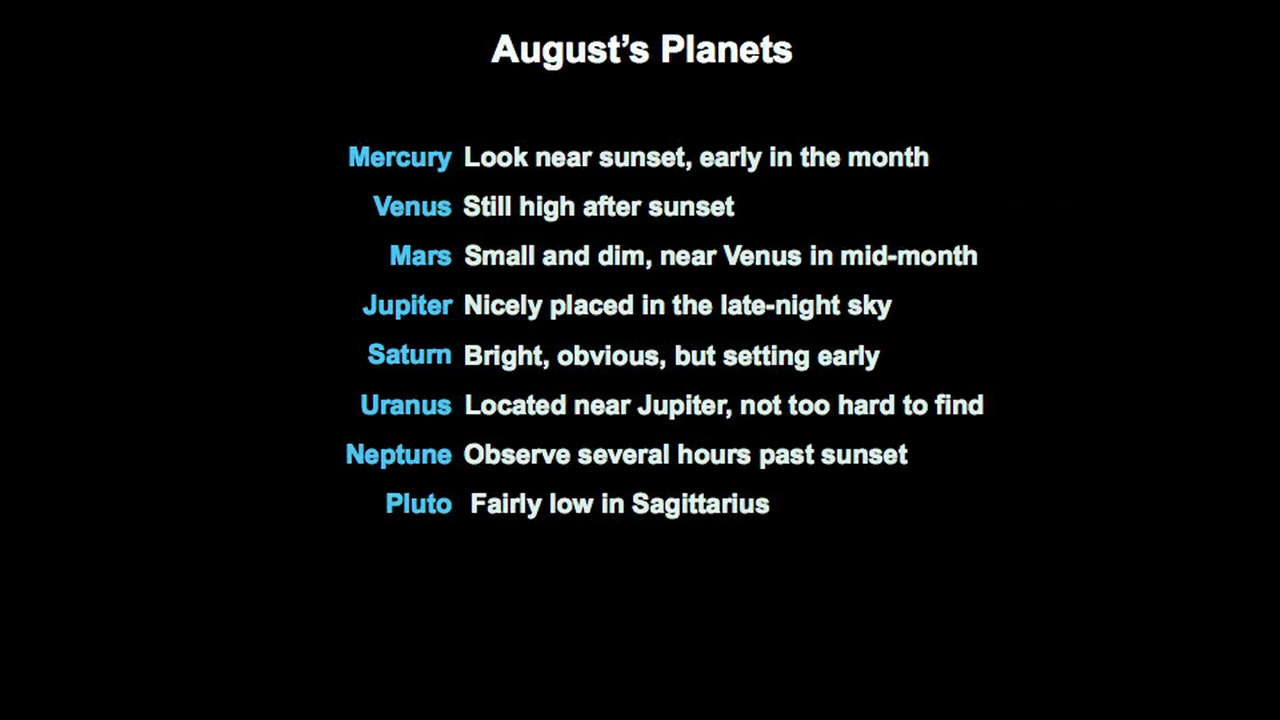 August’s Planets
Mercury Look near sunset, early in the month
Venus Still high after sunset
Mars Small and dim, near Venus in mid-month
Jupiter Nicely placed in the late-night sky
Saturn Bright, obvious, but setting early
Uranus Located near Jupiter, not too hard to find
Neptune Observe several hours past sunset
Pluto Fairly low in Sagittarius